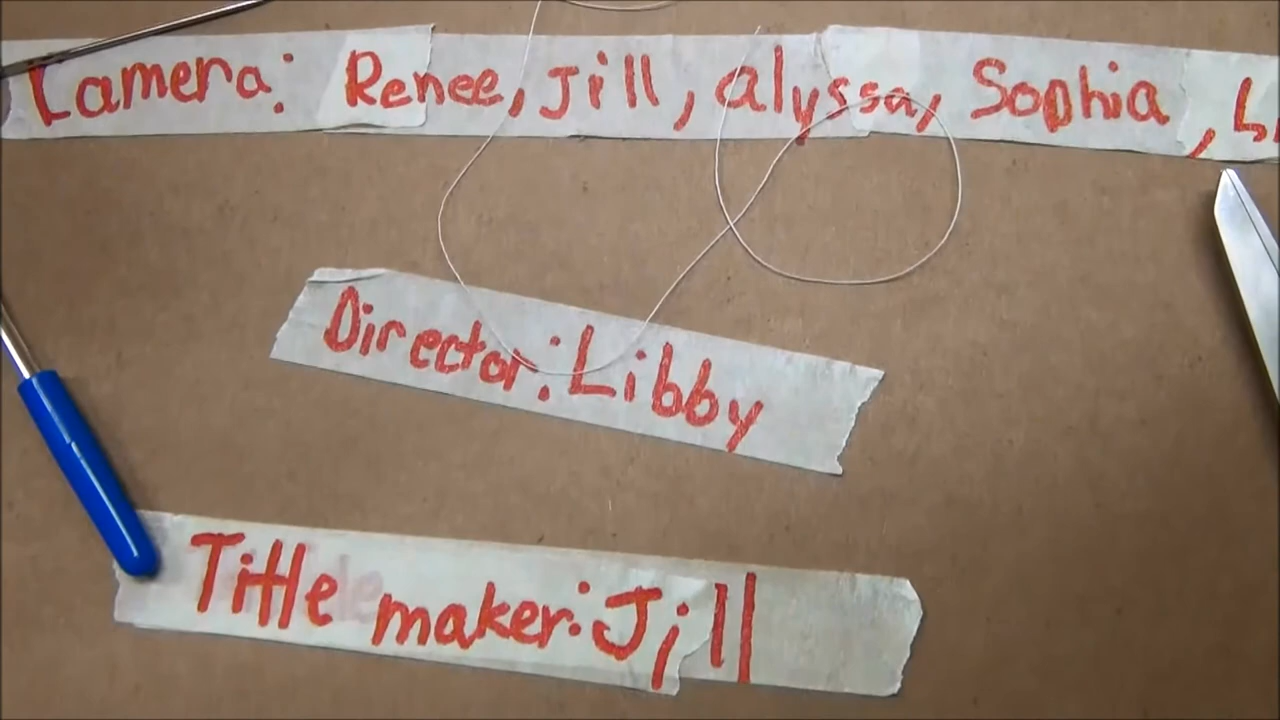 Camera: Renee, Jill, alyssa, Sophia,
Director: Libby
Title maker: Jill